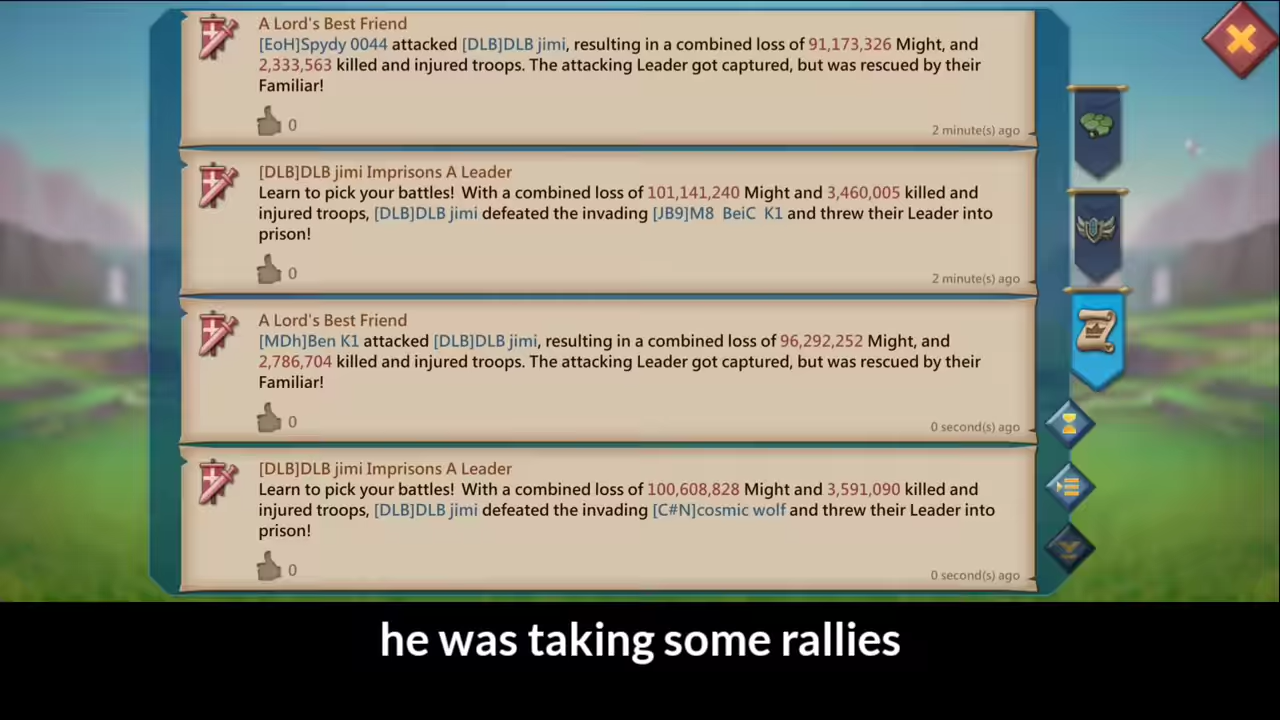 A Lord's Best Friend
[EoH]Spydy 0044 attacked [DLB]DLB jimi, resulting in a combined loss of 91,173,326 Might, and
2,333,563 killed and injured troops. The attacking Leader got captured, but was rescued by their
Familiar!
0
2 minute(s) ago
[DLB]DLB jimi Imprisons A Leader
Learn to pick your battles! With a combined loss of 101,141,240 Might and 3,460,005 killed and
injured troops, [DLB]DLB jimi defeated the invading [JB9]M8 BeiC K1 and threw their Leader into
prison!
0
2 minute(s) ago
A Lord's Best Friend
[MDh]Ben K1 attacked [DLB]DLB jimi, resulting in a combined loss of 96,292,252 Might, and
2,786,704 killed and injured troops. The attacking Leader got captured, but was rescued by their
Familiar!
0
0 second(s) ago
[DLB]DLB jimi Imprisons A Leader
Learn to pick your battles! With a combined loss of 100,608,828 Might and 3,591,090 killed and
injured troops, [DLB]DLB jimi defeated the invading [C#N]cosmic wolf and threw their Leader into
prison!
0
0 second(s) ago
he was taking some rallies